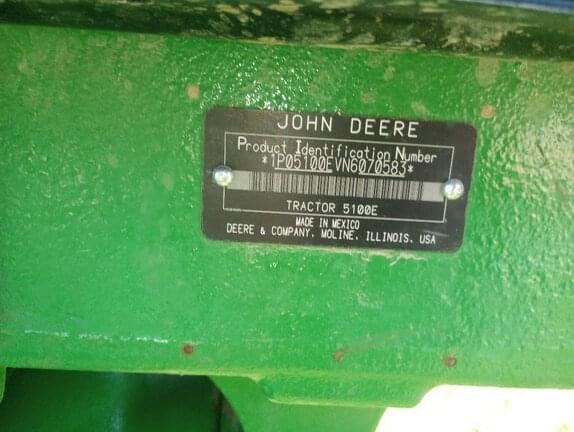 JOHN DEERE
Product Identification Number
*1P05100EVN6070583*
TRACTOR 5100E
MADE IN MEXICO
DEERE & COMPANY, MOLINE, ILLINOIS, USA